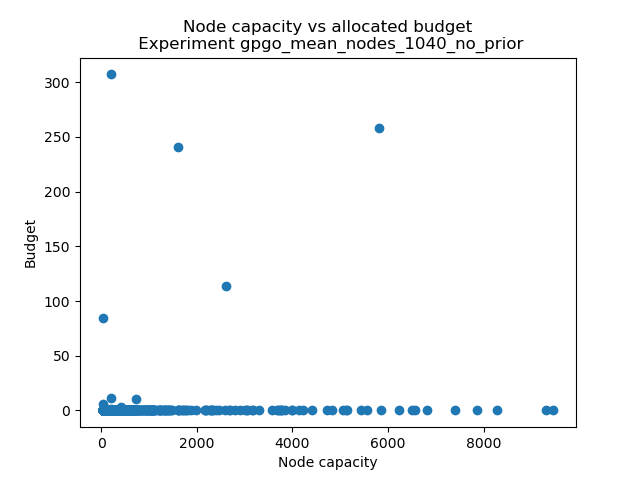 Node capacity vs allocated budget
Experiment gpgo_mean_nodes_1040_no_prior
300
250
200
150
100
50
0
Budget
0 2000 4000 6000 8000
Node capacity